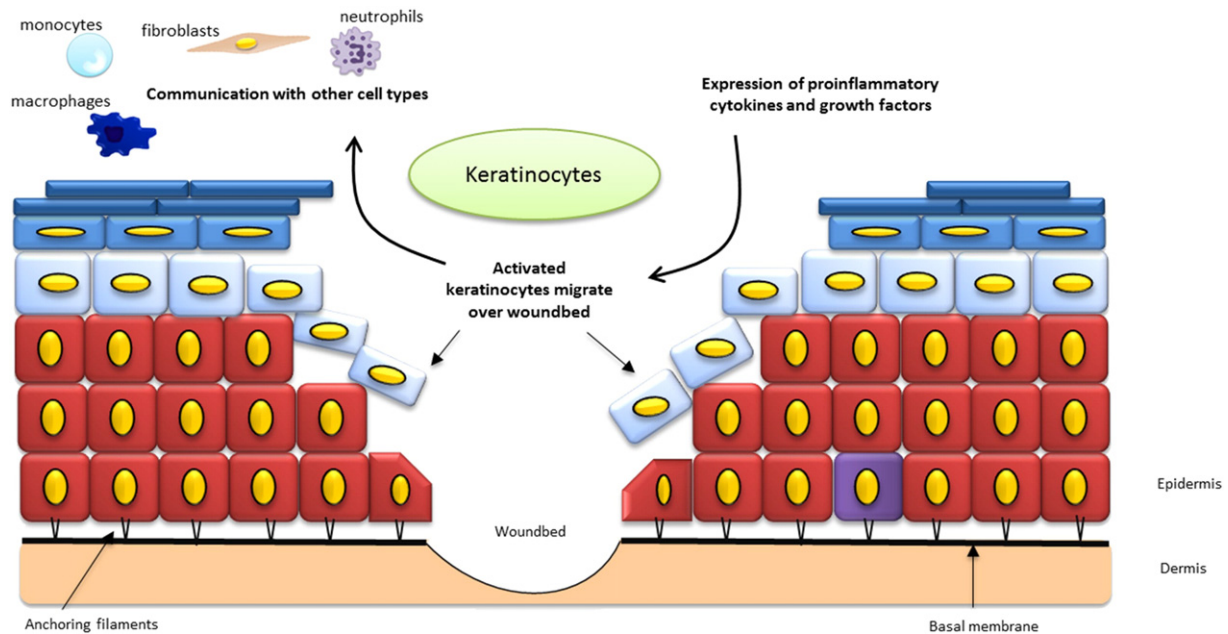 monocytes
fibroblasts
neutrophils
macrophages
Communication with other cell types
Expression of proinflammatory
cytokines and growth factors
Keratinocytes
Activated
keratinocytes migrate
over woundbed
Woundbed
Epidermis
Dermis
Anchoring filaments
Basal membrane